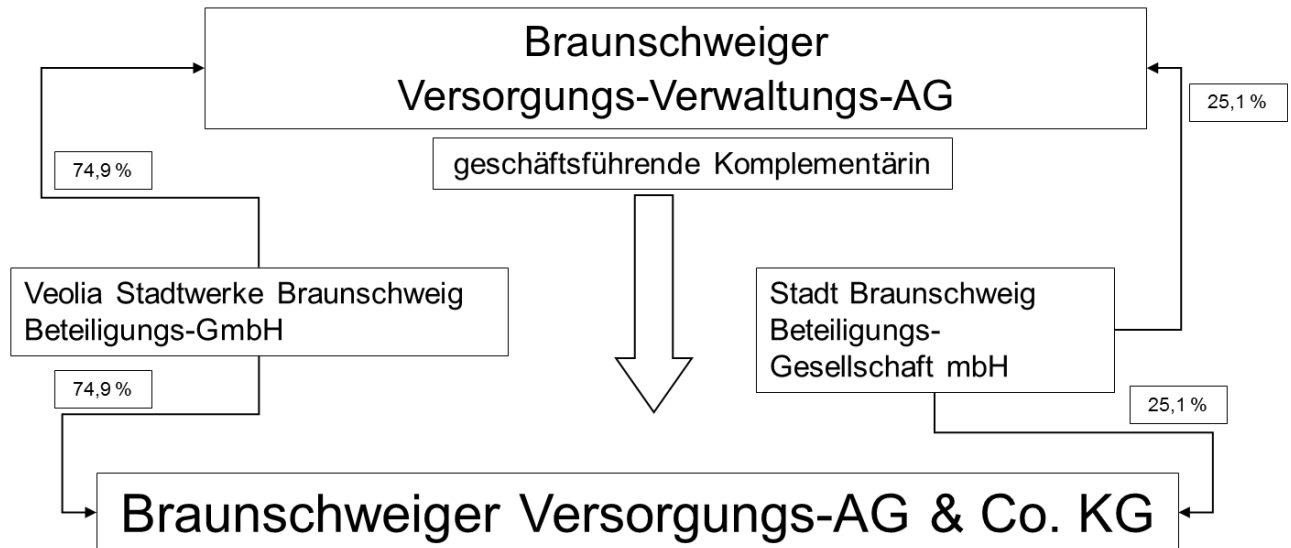 Braunschweiger
Versorgungs-Verwaltungs-AG
25,1 %
geschäftsführende Komplementärin
74,9 %
Veolia Stadtwerke Braunschweig
Beteiligungs-GmbH
Stadt Braunschweig
Beteiligungs-
Gesellschaft mbH
74,9 %
25,1 %
Braunschweiger Versorgungs-AG & Co. KG